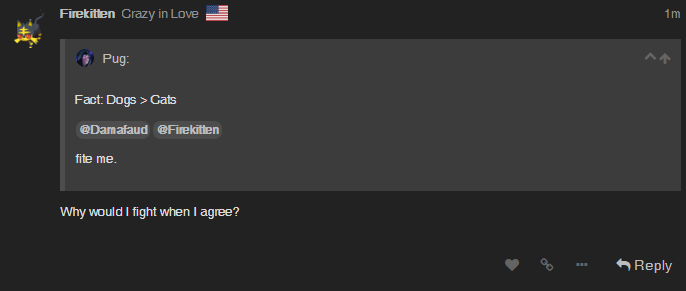 Firekitten Crazy in Love 1m
Pug:
Fact: Dogs > Cats
@Damafaud @Firekitten
fite me.
Why would I fight when I agree?
Reply